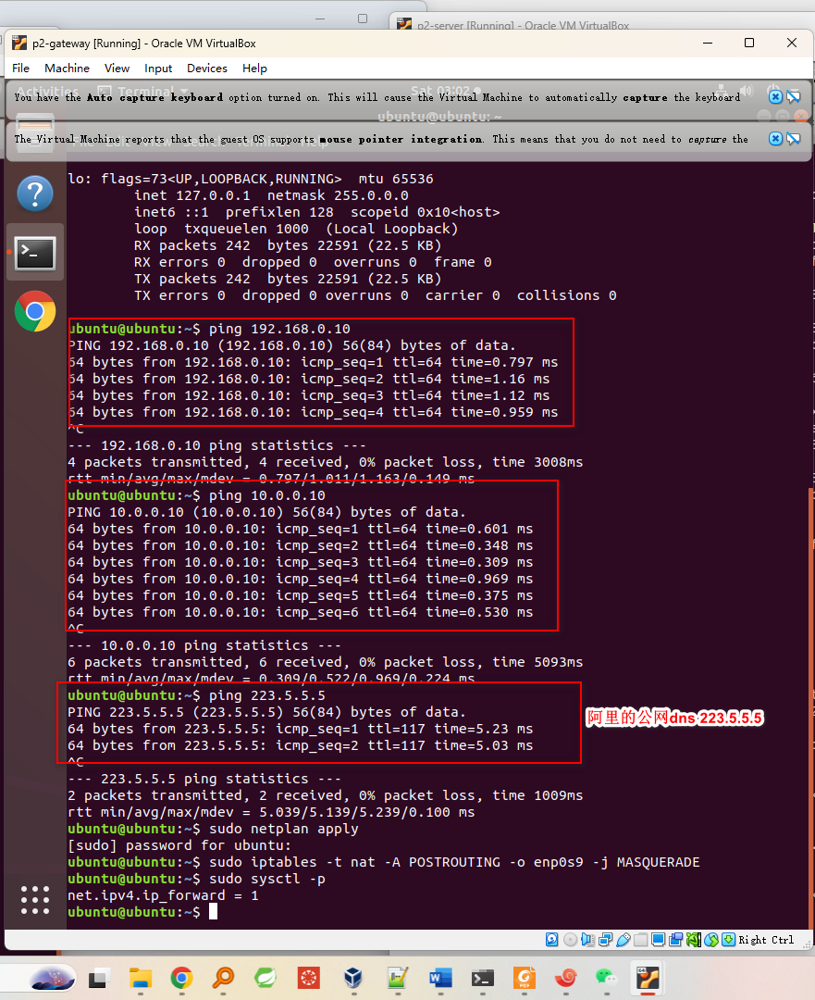 p2-server [Running] - Oracle VM VirtualBox
p2-gateway [Running] - Oracle VM VirtualBox
File Machine View Input Devices Help
Activities Terminal Sat 03:02
You have the Auto capture keyboard option turned on. This will cause the Virtual Machine to automatically capture the keyboard
ubuntu@ubuntu: ~
File Edit View Search Terminal Help
The Virtual Machine reports that the guest OS supports mouse pointer integration. This means that you do not need to capture the
lo: flags=73<UP,LOOPBACK,RUNNING> mtu 65536
inet 127.0.0.1 netmask 255.0.0.0
inet6 ::1 prefixlen 128 scopeid 0x10<host>
loop txqueuelen 1000 (Local Loopback)
RX packets 242 bytes 22591 (22.5 KB)
RX errors 0 dropped 0 overruns 0 frame 0
TX packets 242 bytes 22591 (22.5 KB)
TX errors 0 dropped 0 overruns 0 carrier 0 collisions 0
ubuntu@ubuntu:~$ ping 192.168.0.10
PING 192.168.0.10 (192.168.0.10) 56(84) bytes of data.
64 bytes from 192.168.0.10: icmp_seq=1 ttl=64 time=0.797 ms
64 bytes from 192.168.0.10: icmp_seq=2 ttl=64 time=1.16 ms
64 bytes from 192.168.0.10: icmp_seq=3 ttl=64 time=1.12 ms
64 bytes from 192.168.0.10: icmp_seq=4 ttl=64 time=0.959 ms
^C
--- 192.168.0.10 ping statistics ---
4 packets transmitted, 4 received, 0% packet loss, time 3008ms
rtt min/avg/max/mdev = 0.797/1.011/1.163/0.149 ms
ubuntu@ubuntu:~$ ping 10.0.0.10
PING 10.0.0.10 (10.0.0.10) 56(84) bytes of data.
64 bytes from 10.0.0.10: icmp_seq=1 ttl=64 time=0.601 ms
64 bytes from 10.0.0.10: icmp_seq=2 ttl=64 time=0.348 ms
64 bytes from 10.0.0.10: icmp_seq=3 ttl=64 time=0.309 ms
64 bytes from 10.0.0.10: icmp_seq=4 ttl=64 time=0.969 ms
64 bytes from 10.0.0.10: icmp_seq=5 ttl=64 time=0.375 ms
64 bytes from 10.0.0.10: icmp_seq=6 ttl=64 time=0.530 ms
^C
--- 10.0.0.10 ping statistics ---
6 packets transmitted, 6 received, 0% packet loss, time 5093ms
rtt min/avg/max/mdev = 0.309/0.522/0.969/0.224 ms
ubuntu@ubuntu:~$ ping 223.5.5.5
PING 223.5.5.5 (223.5.5.5) 56(84) bytes of data.
阿里的公网dns 223.5.5.5
64 bytes from 223.5.5.5: icmp_seq=1 ttl=117 time=5.23 ms
64 bytes from 223.5.5.5: icmp_seq=2 ttl=117 time=5.03 ms
^C
--- 223.5.5.5 ping statistics ---
2 packets transmitted, 2 received, 0% packet loss, time 1009ms
rtt min/avg/max/mdev = 5.039/5.139/5.239/0.100 ms
ubuntu@ubuntu:~$ sudo netplan apply
[sudo] password for ubuntu:
ubuntu@ubuntu:~$ sudo iptables -t nat -A POSTROUTING -o enp0s9 -j MASQUERADE
ubuntu@ubuntu:~$ sudo sysctl -p
net.ipv4.ip_forward = 1
ubuntu@ubuntu:~$
Right Ctrl